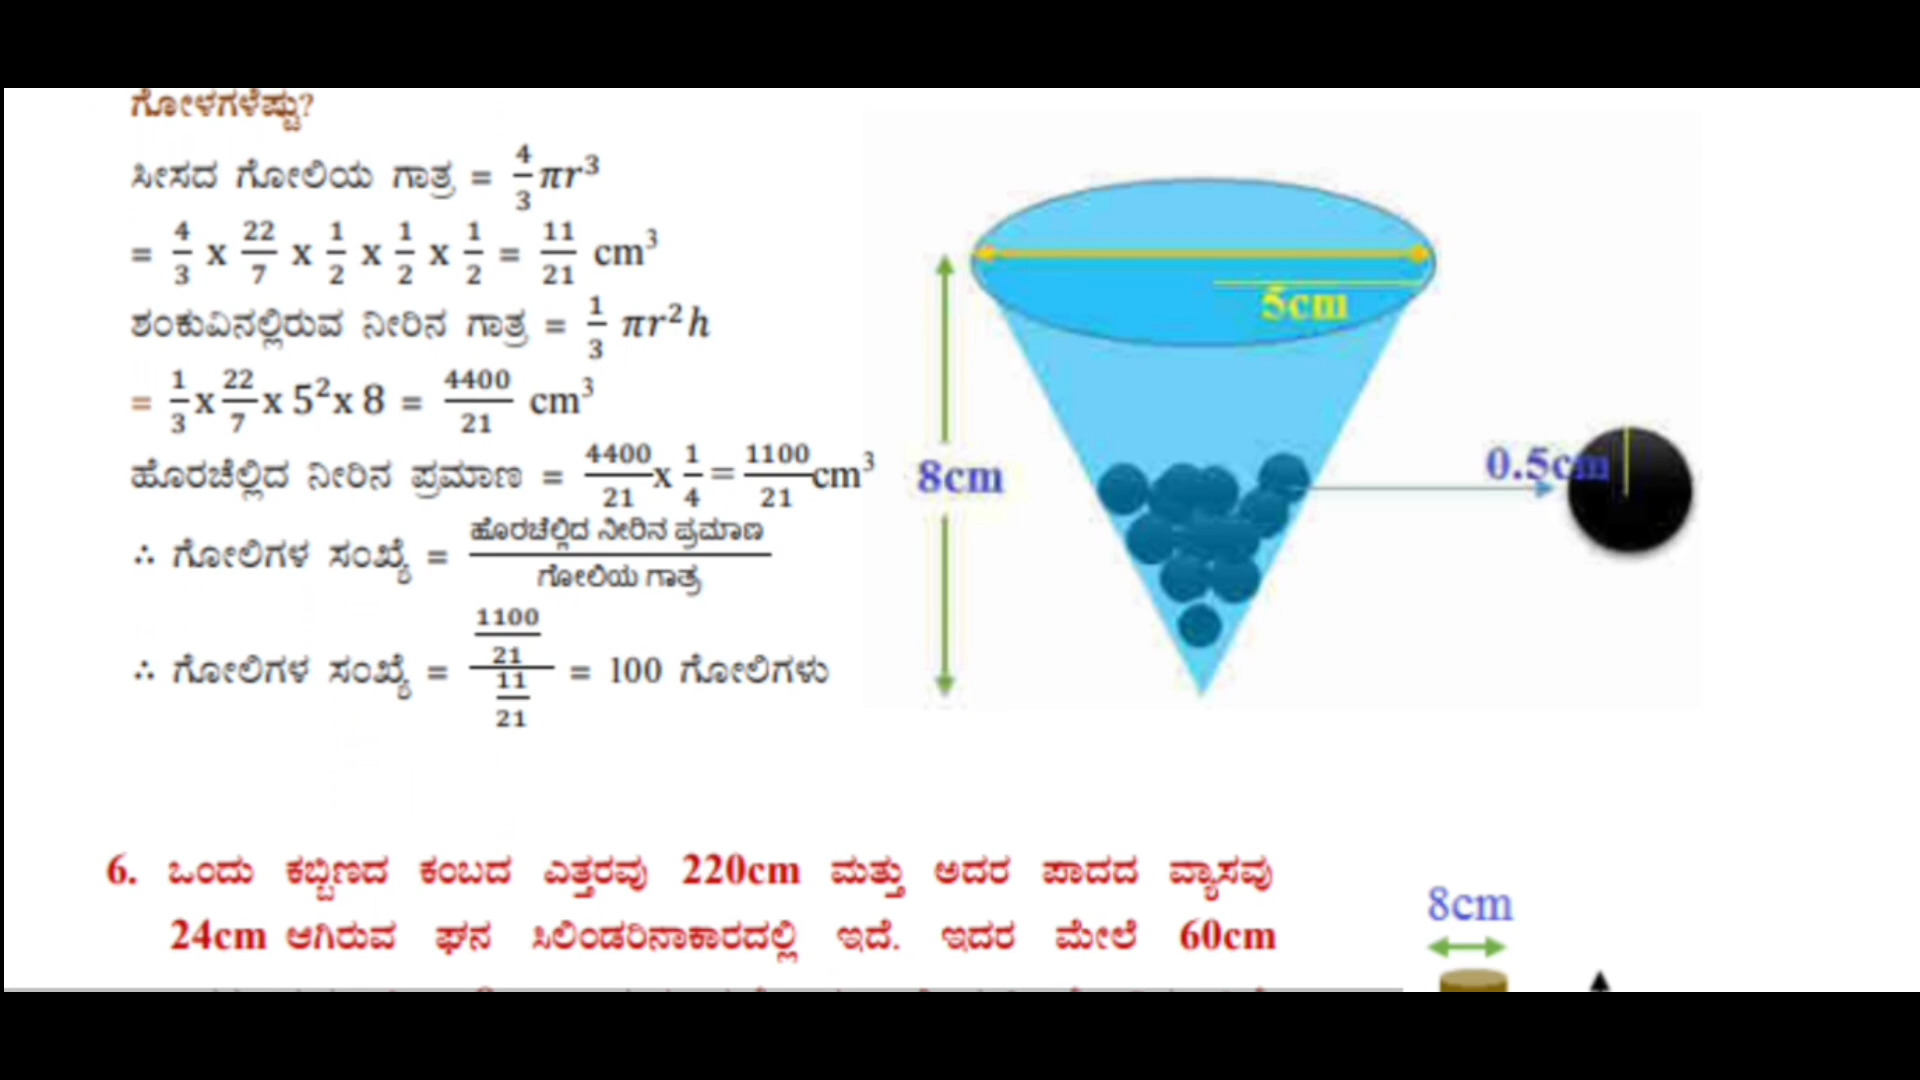 ಗೋಳಗಳೆಷ್ಟು?
ಸೀಸದ ಗೋಲಿಯ ಗಾತ್ರ = 4/3 πr³
= 4/3 x 22/7 x 1/2 x 1/2 x 1/2 = 11/21 cm³
ಶಂಕುವಿನಲ್ಲಿರುವ ನೀರಿನ ಗಾತ್ರ = 1/3 πr²h
= 1/3 x 22/7 x 5² x 8 = 4400/21 cm³
ಹೊರಚೆಲ್ಲಿದ ನೀರಿನ ಪ್ರಮಾಣ = 4400/21 x 1/4 = 1100/21 cm³
∴ ಗೋಲಿಗಳ ಸಂಖ್ಯೆ = ಹೊರಚೆಲ್ಲಿದ ನೀರಿನ ಪ್ರಮಾಣ / ಗೋಲಿಯ ಗಾತ್ರ
∴ ಗೋಲಿಗಳ ಸಂಖ್ಯೆ = 1100/21 / 11/21 = 100 ಗೋಲಿಗಳು
5cm
8cm
0.5cm
6. ಒಂದು ಕಬ್ಬಿಣದ ಕಂಬದ ಎತ್ತರವು 220cm ಮತ್ತು ಅದರ ಪಾದದ ವ್ಯಾಸವು
24cm ಆಗಿರುವ ಘನ ಸಿಲಿಂಡರಿನಾಕಾರದಲ್ಲಿ ಇದೆ. ಇದರ ಮೇಲೆ 60cm
8cm